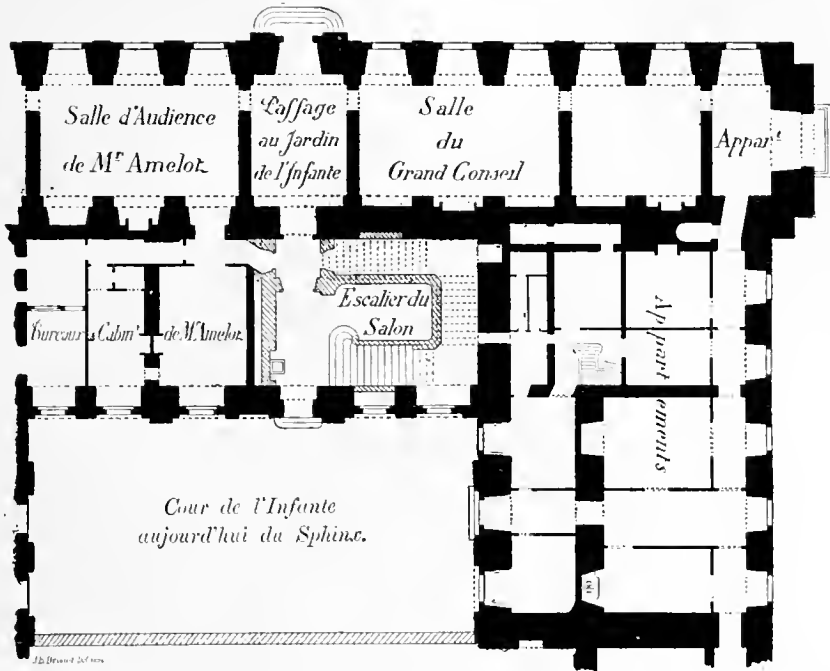 Salle d'Audience
de Mr Amelot
Passage
au Jardin
de l'Infante
Salle
du
Grand Conseil
Appart.
Bureaux
Cabint
de Mr Amelot
Escalier du
Salon
Appartements
Cour de l'Infante
aujourd'hui du Sphinx.